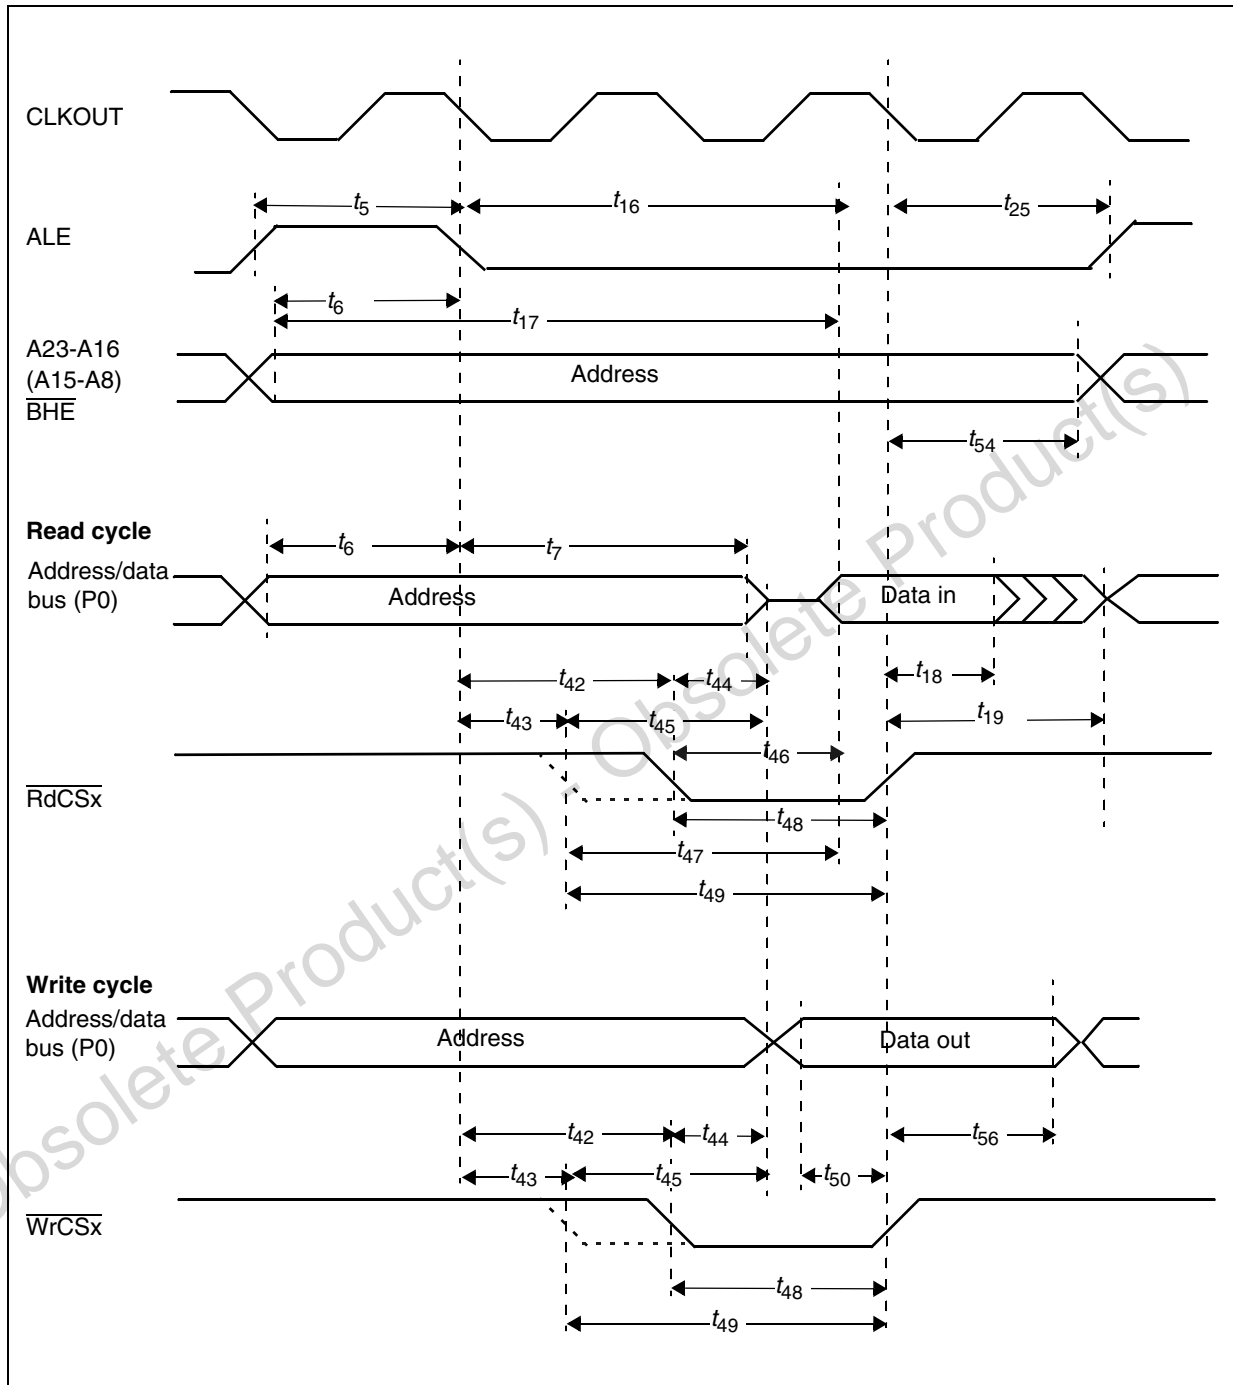 CLKOUT
t5
t16
t25
ALE
t6
t17
A23-A16
(A15-A8)
BHE
Address
t54
Read cycle
t6
t7
Address/data
bus (P0)
Address
Data in
t42
t44
t18
t43
t45
t19
t46
RdCSx
t48
t47
t49
Write cycle
Address/data
bus (P0)
Address
Data out
t42
t44
t56
t43
t45
t50
WrCSx
t48
t49
Obsolete Product(s) - Obsolete Product(s)